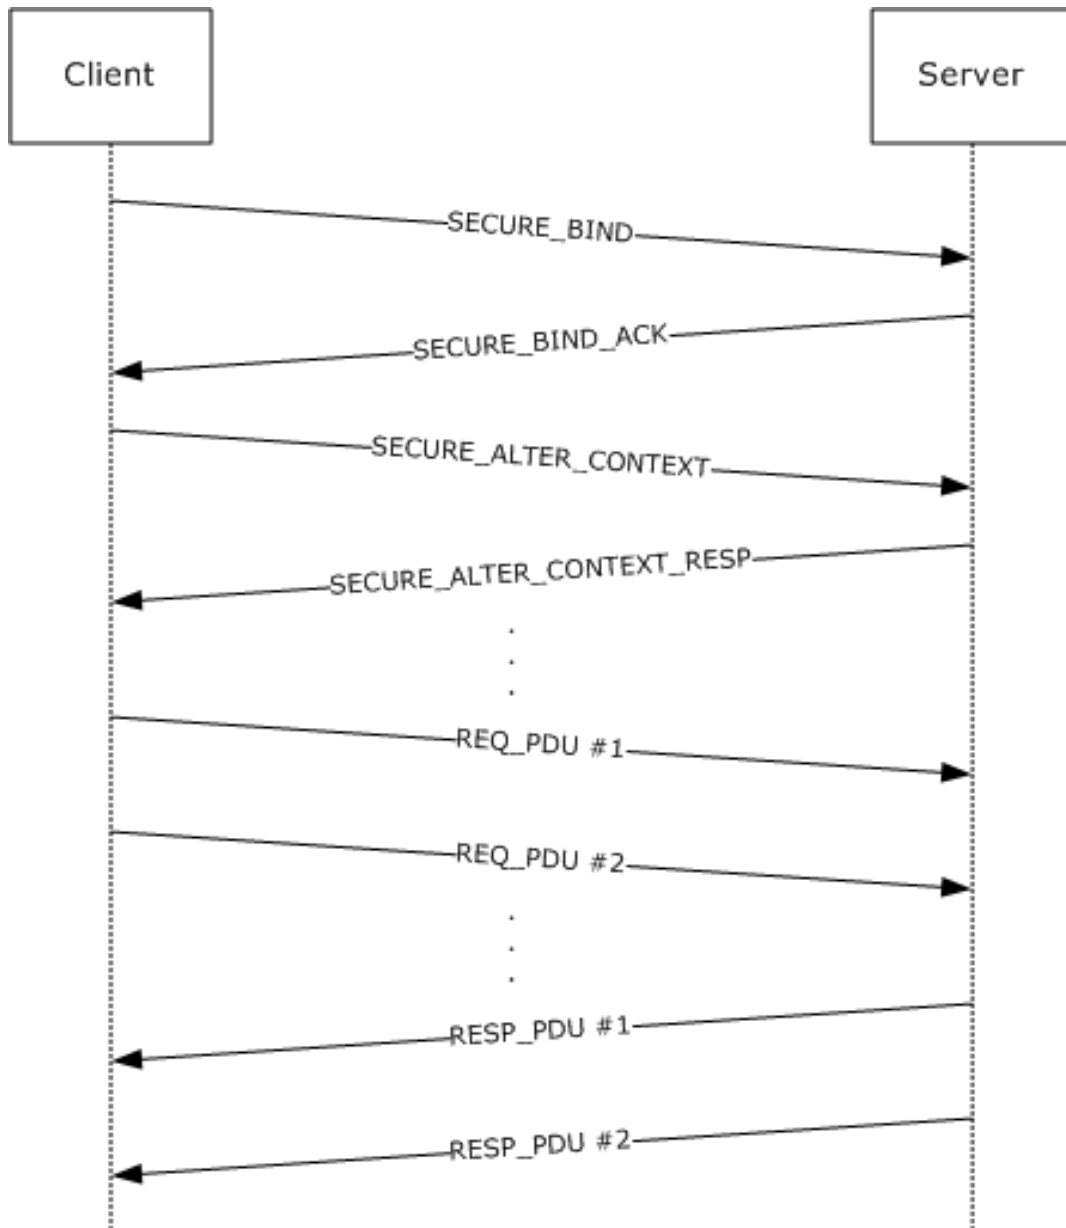 Client
Server
SECURE_BIND
SECURE_BIND_ACK
SECURE_ALTER_CONTEXT
SECURE_ALTER_CONTEXT_RESP
.
.
.
REQ_PDU #1
REQ_PDU #2
.
.
.
RESP_PDU #1
RESP_PDU #2